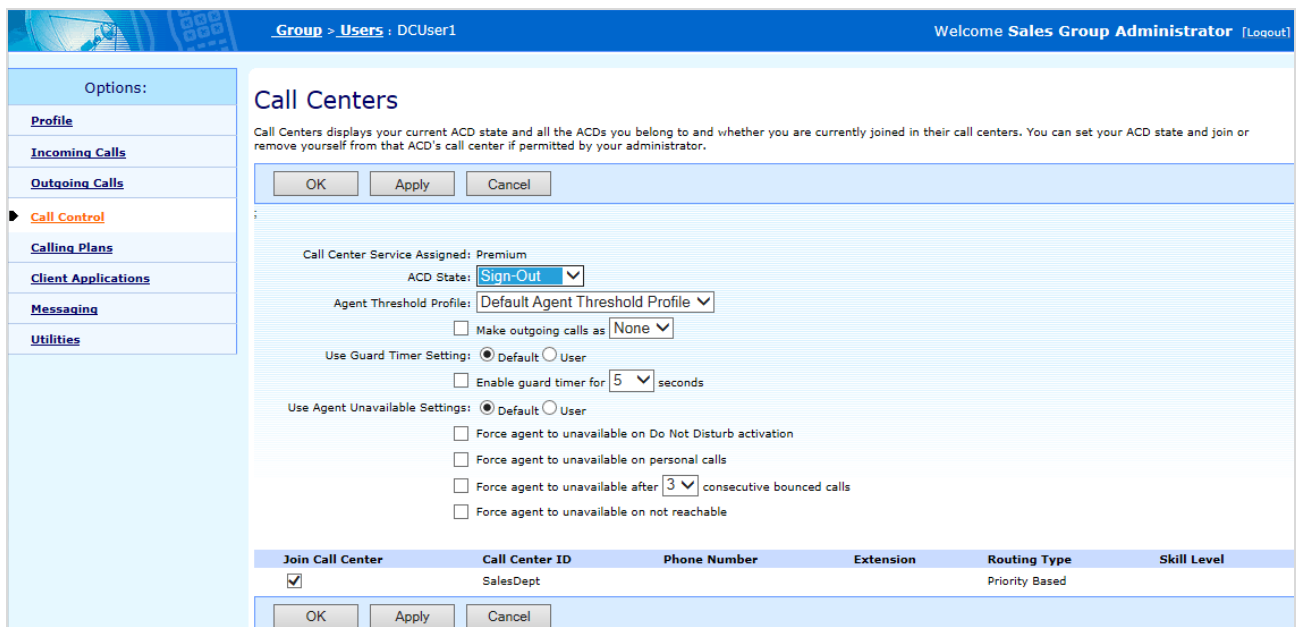 Group > Users : DCUser1 Welcome Sales Group Administrator [Logout]
Options:
Profile
Incoming Calls
Outgoing Calls
Call Control
Calling Plans
Client Applications
Messaging
Utilities
Call Centers
Call Centers displays your current ACD state and all the ACDs you belong to and whether you are currently joined in their call centers. You can set your ACD state and join or
remove yourself from that ACD's call center if permitted by your administrator.
OK Apply Cancel
;
Call Center Service Assigned: Premium
ACD State: Sign-Out
Agent Threshold Profile: Default Agent Threshold Profile
Make outgoing calls as None
Use Guard Timer Setting: Default User
Enable guard timer for 5 seconds
Use Agent Unavailable Settings: Default User
Force agent to unavailable on Do Not Disturb activation
Force agent to unavailable on personal calls
Force agent to unavailable after 3 consecutive bounced calls
Force agent to unavailable on not reachable
Join Call Center Call Center ID Phone Number Extension Routing Type Skill Level
SalesDept Priority Based
OK Apply Cancel